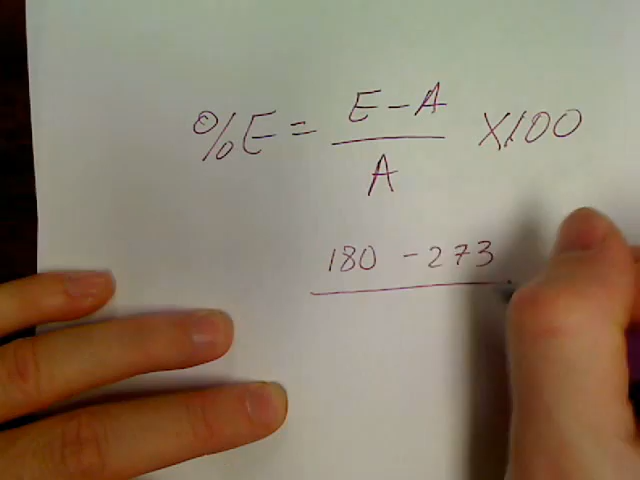 %E = E - A / A X100
180 - 273